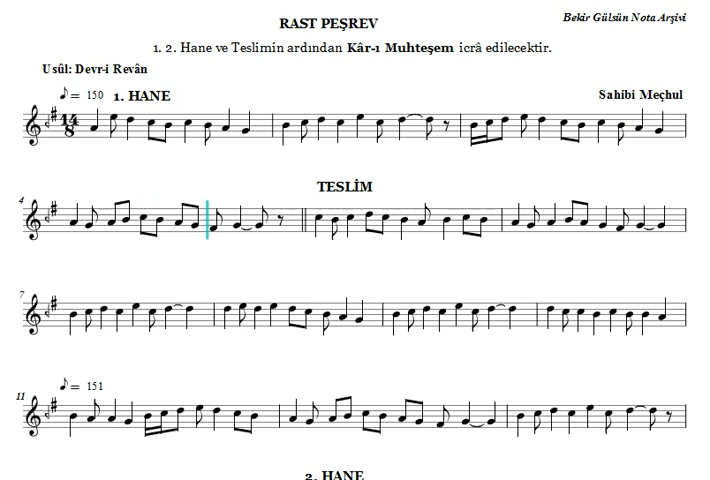 Bekir Gülsün Nota Arşivi
RAST PEŞREV
1. 2. Hane ve Teslimin ardından Kâr-ı Muhteşem icrâ edilecektir.
Usûl: Devr-i Revân
= 150
1. HANE
Sahibi Meçhul
14
8
TESLİM
4
7
= 151
11
2. HANE